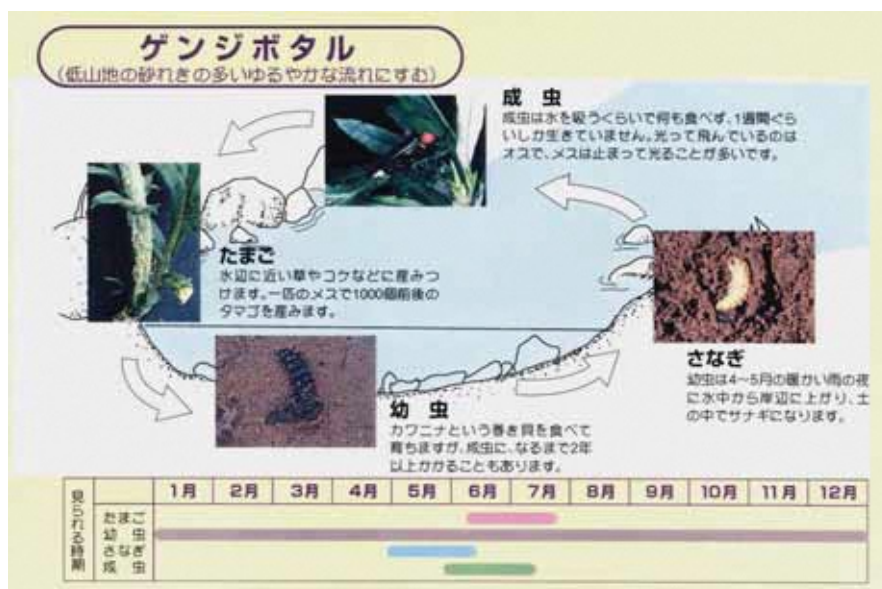 ゲンジボタル
(低山地の砂れきの多いゆるやかな流れにすむ)
成 虫
成虫は水を吸うくらいで何も食べず、1週間ぐら
いしか生きていません。光って飛んでいるのは
オスで、メスは止まって光ることが多いです。
たまご
水辺に近い草やコケなどに産みつ
けます。一匹のメスで1000個前後の
タマゴを産みます。
さなぎ
幼虫は4～5月の暖かい雨の夜
に水中から岸辺に上がり、土
の中でサナギになります。
幼 虫
カワニナという巻き貝を食べて
育ちますが、成虫に、なるまで2年
以上かかることもあります。
見られる時期
1月 2月 3月 4月 5月 6月 7月 8月 9月 10月 11月 12月
たまご
幼 虫
さなぎ
成 虫